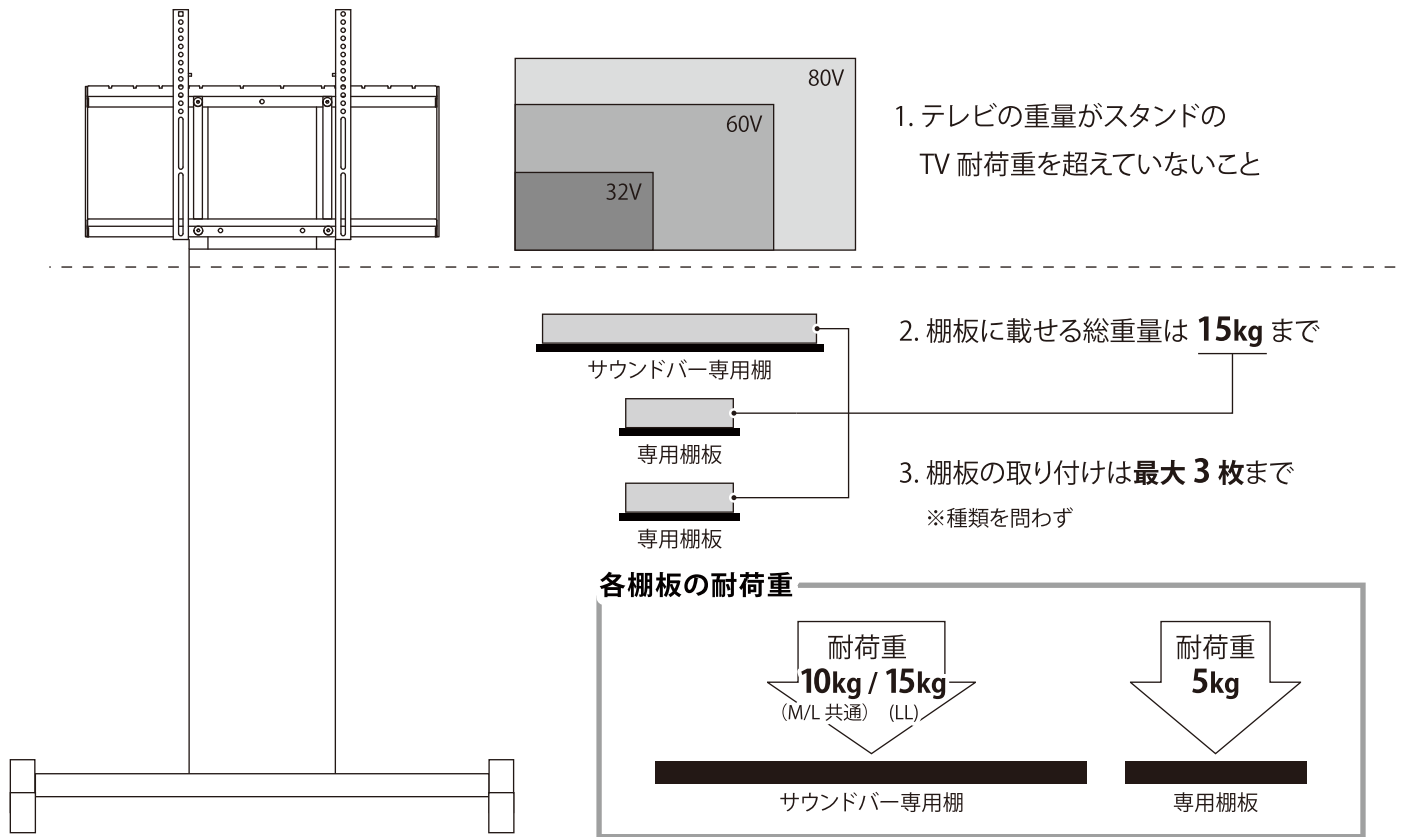 80V
60V
32V
1. テレビの重量がスタンドの
TV 耐荷重を超えていないこと
サウンドバー専用棚
専用棚板
専用棚板
2. 棚板に載せる総重量は 15kg まで
3. 棚板の取り付けは最大 3 枚まで
※種類を問わず
各棚板の耐荷重
耐荷重
10kg / 15kg
（M/L 共通） (LL)
サウンドバー専用棚
耐荷重
5kg
専用棚板